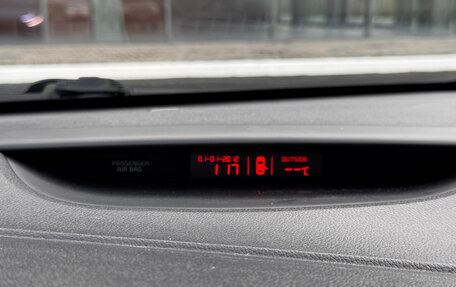 PASSENGER
AIR BAG
01-01-2012
1:17
OUTSIDE
--°C